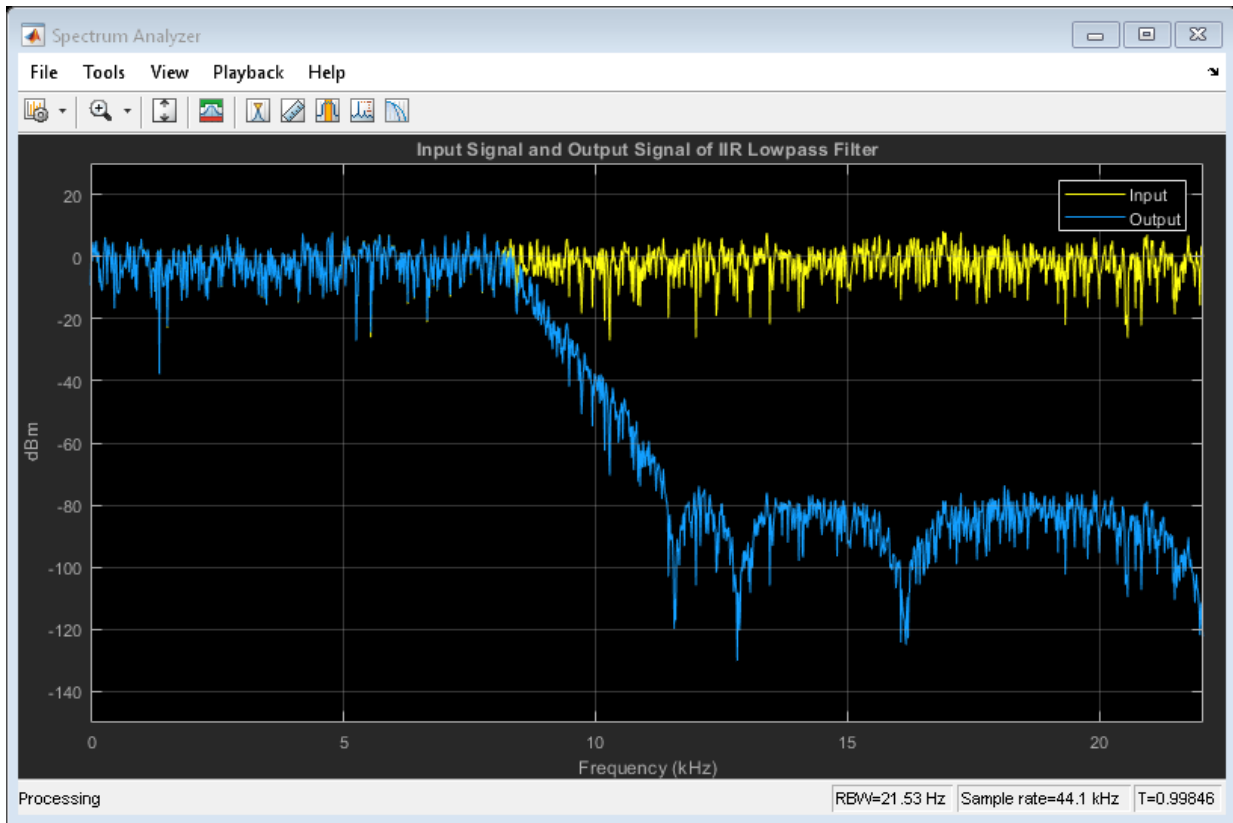 Spectrum Analyzer
File Tools View Playback Help
Input Signal and Output Signal of IIR Lowpass Filter
Input
Output
20
0
-20
-40
-60
-80
-100
-120
-140
dBm
0 5 10 15 20
Frequency (kHz)
Processing RBW=21.53 Hz Sample rate=44.1 kHz T=0.99846